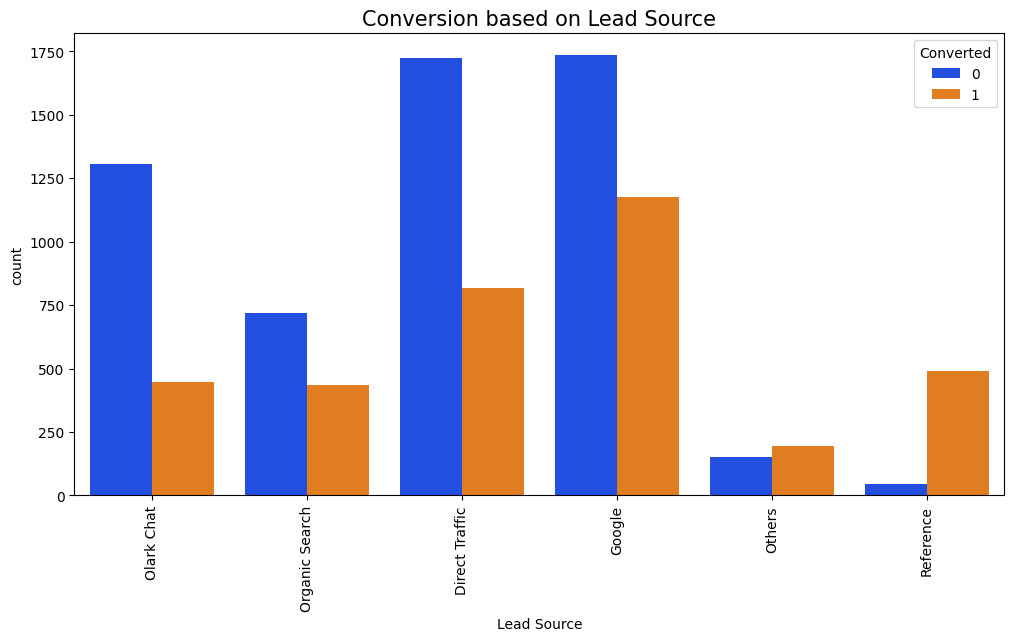 Conversion based on Lead Source
Converted
0
1
count
1750
1500
1250
1000
750
500
250
0
Olark Chat
Organic Search
Direct Traffic
Google
Others
Reference
Lead Source